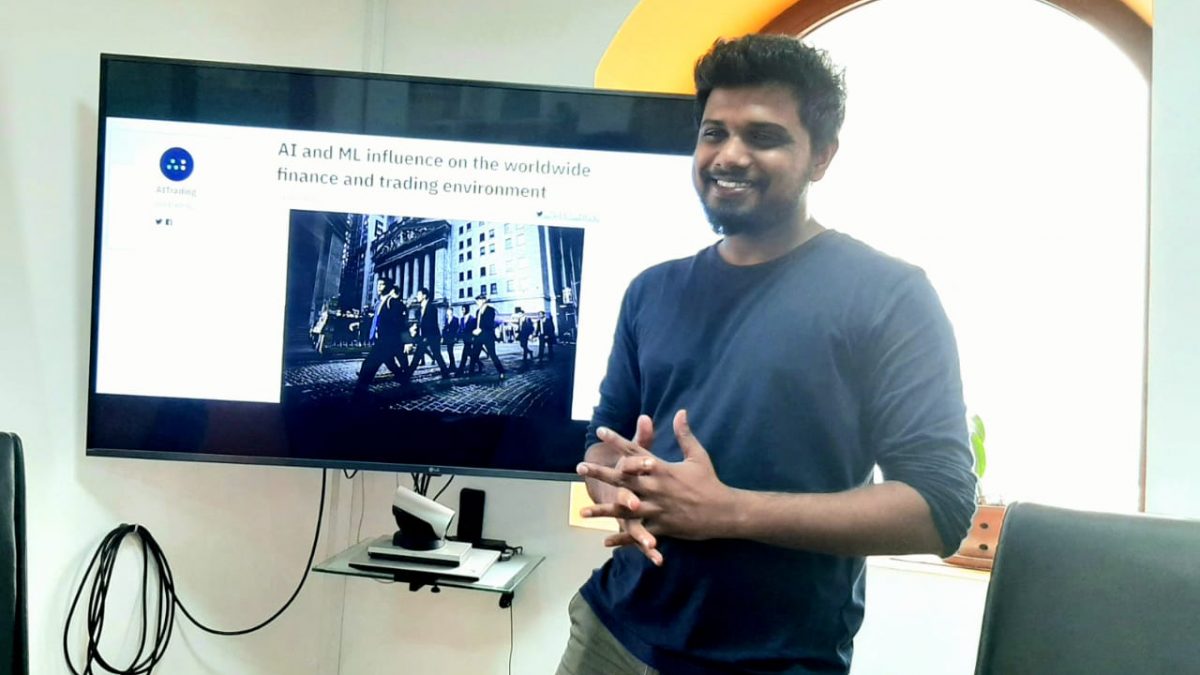 AI and ML influence on the worldwide
finance and trading environment
AITrading
LG